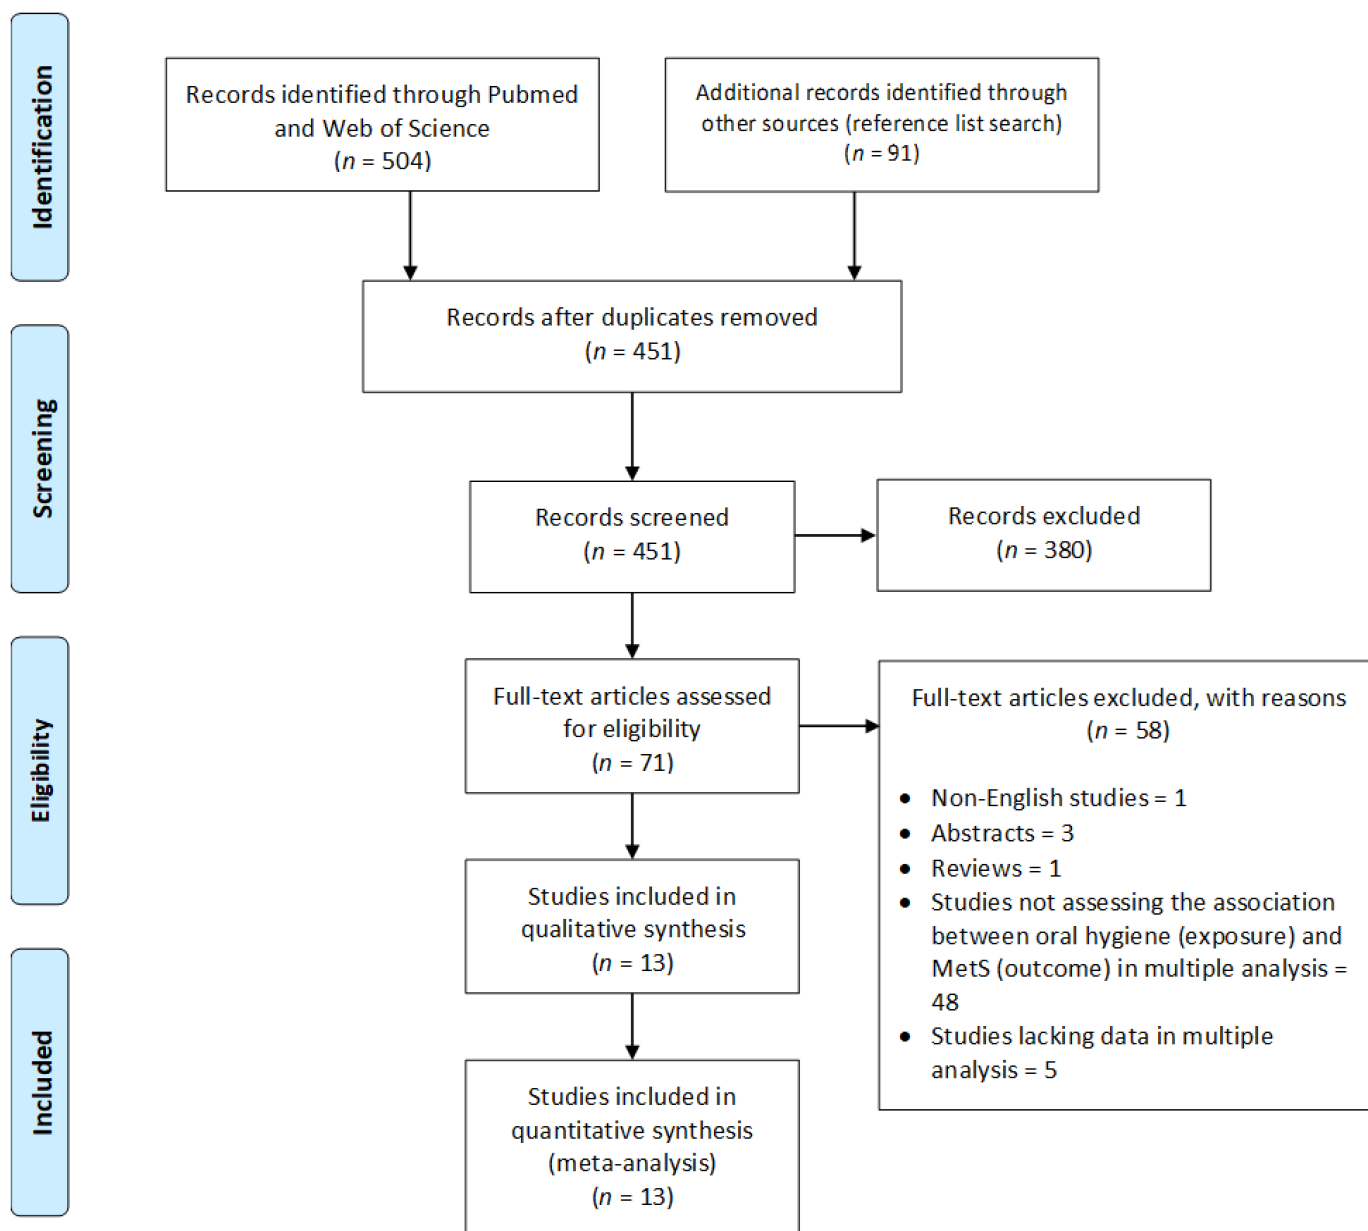 Identification
Records identified through Pubmed
and Web of Science
(n = 504)
Additional records identified through
other sources (reference list search)
(n = 91)
Records after duplicates removed
(n = 451)
Screening
Records screened
(n = 451)
Records excluded
(n = 380)
Eligibility
Full-text articles assessed
for eligibility
(n = 71)
Full-text articles excluded, with reasons
(n = 58)
• Non-English studies = 1
• Abstracts = 3
• Reviews = 1
• Studies not assessing the association
between oral hygiene (exposure) and
MetS (outcome) in multiple analysis =
48
• Studies lacking data in multiple
analysis = 5
Studies included in
qualitative synthesis
(n = 13)
Included
Studies included in
quantitative synthesis
(meta-analysis)
(n = 13)